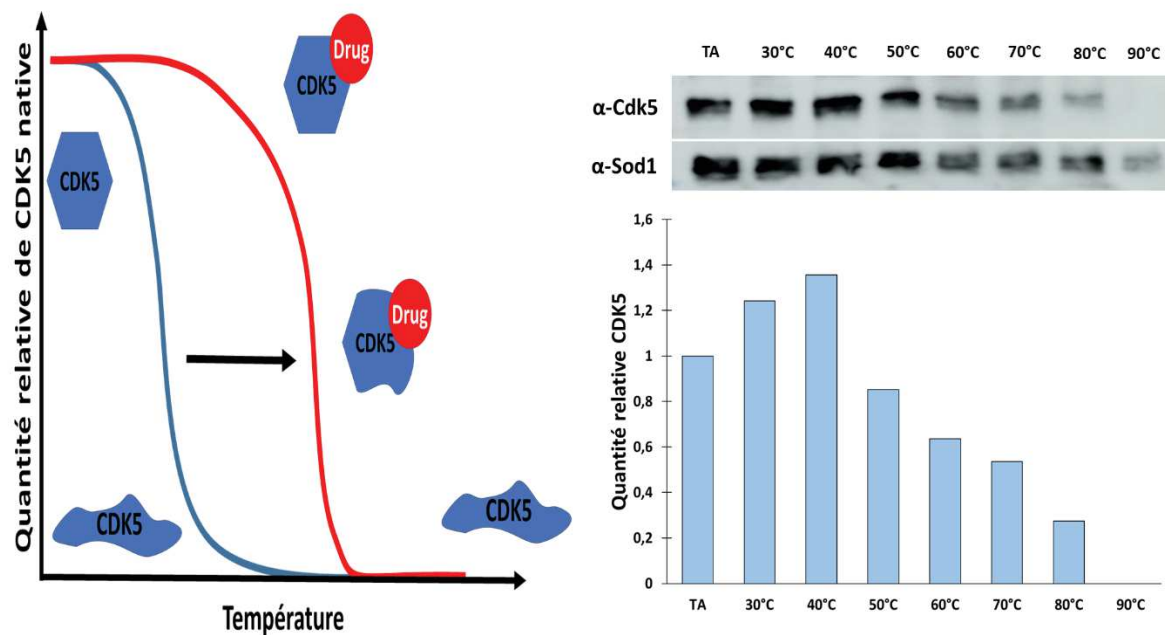 Quantité relative de CDK5 native
CDK5
Drug
CDK5
Drug
CDK5
CDK5
CDK5
Température
TA 30°C 40°C 50°C 60°C 70°C 80°C 90°C
α-Cdk5
α-Sod1
Quantité relative CDK5
1,6
1,4
1,2
1
0,8
0,6
0,4
0,2
0
TA 30°C 40°C 50°C 60°C 70°C 80°C 90°C